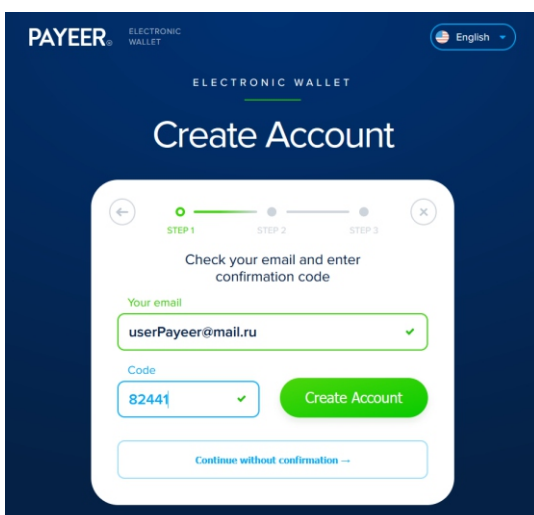 PAYEER®
ELECTRONIC
WALLET
English
ELECTRONIC WALLET
Create Account
STEP 1 STEP 2 STEP 3
Check your email and enter
confirmation code
Your email
userPayeer@mail.ru
Code
82441
Create Account
Continue without confirmation →